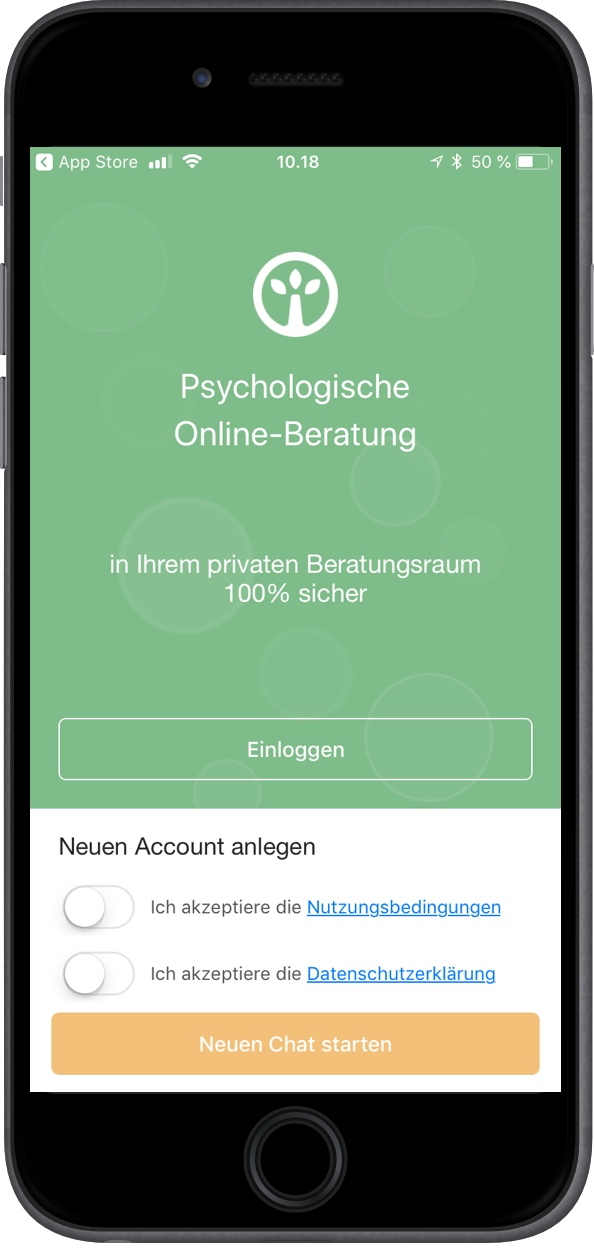 App Store
10.18
50 %
Psychologische
Online-Beratung
in Ihrem privaten Beratungsraum
100% sicher
Einloggen
Neuen Account anlegen
Ich akzeptiere die Nutzungsbedingungen
Ich akzeptiere die Datenschutzerklärung
Neuen Chat starten